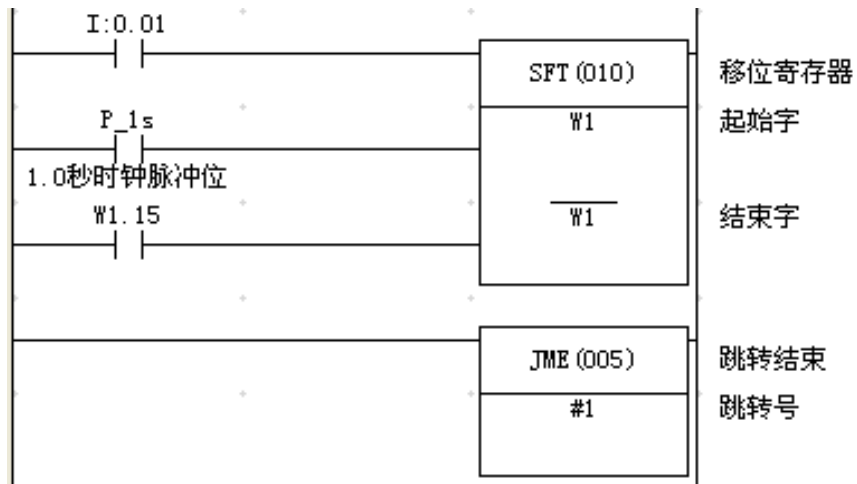 I:0.01
SFT(010) 移位寄存器
P_1s W1 起始字
1.0秒时钟脉冲位
W1.15 W1 结束字
JME(005) 跳转结束
#1 跳转号